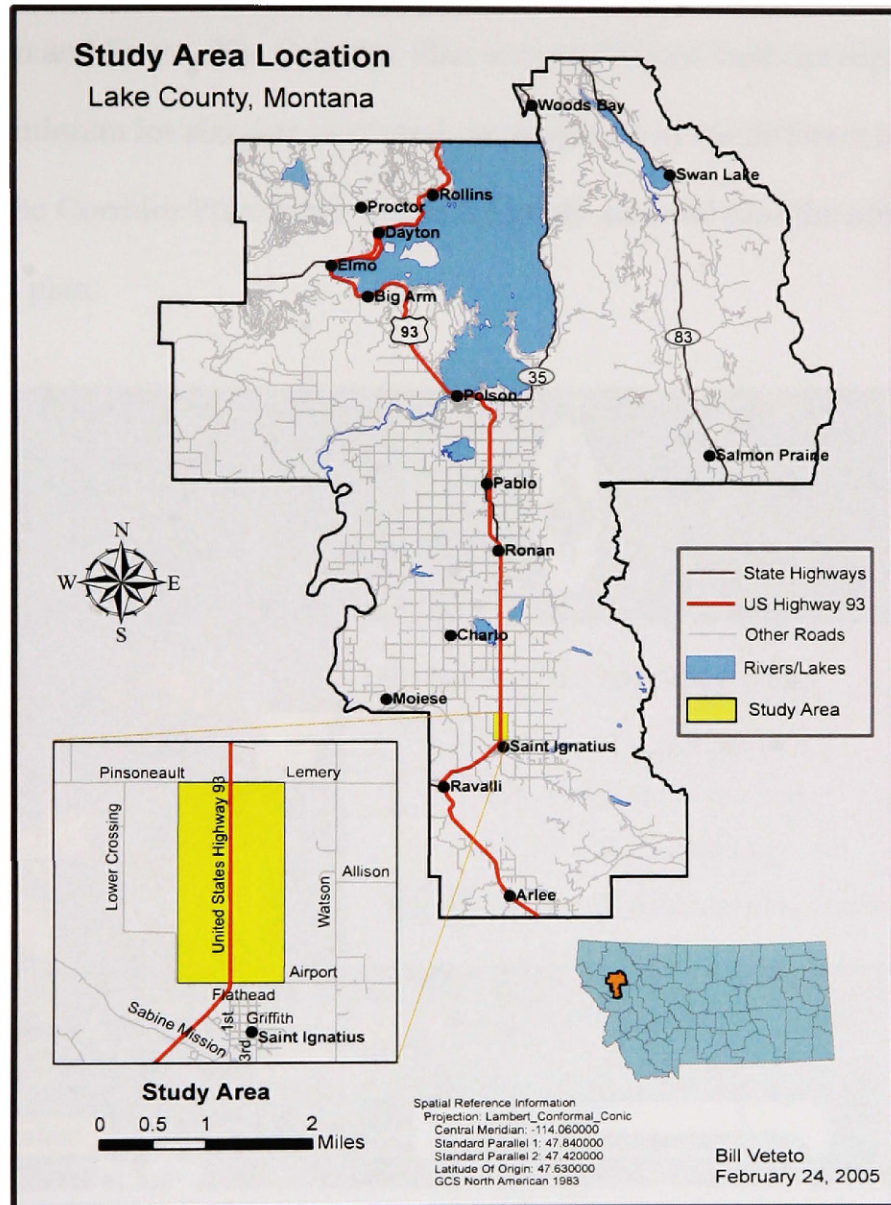 Study Area Location
Lake County, Montana
Woods Bay
Swan Lake
Rollins
Proctor
Dayton
Elmo
Big Arm
93
83
35
Polson
Salmon Prairie
Pablo
Ronan
N
W E
S
State Highways
US Highway 93
Other Roads
Rivers/Lakes
Study Area
Charlo
Moiese
Saint Ignatius
Ravalli
Arlee
Pinsoneault
Lemery
Lower Crossing
United States Highway 93
Watson
Allison
Airport
Flathead
1st
Griffith
Sabine Mission
3rd
Saint Ignatius
Study Area
0 0.5 1 2
Miles
Spatial Reference Information
Projection: Lambert_Conformal_Conic
Central Meridian: -114.060000
Standard Parallel 1: 47.840000
Standard Parallel 2: 47.420000
Latitude Of Origin: 47.630000
GCS North American 1983
Bill Veteto
February 24, 2005